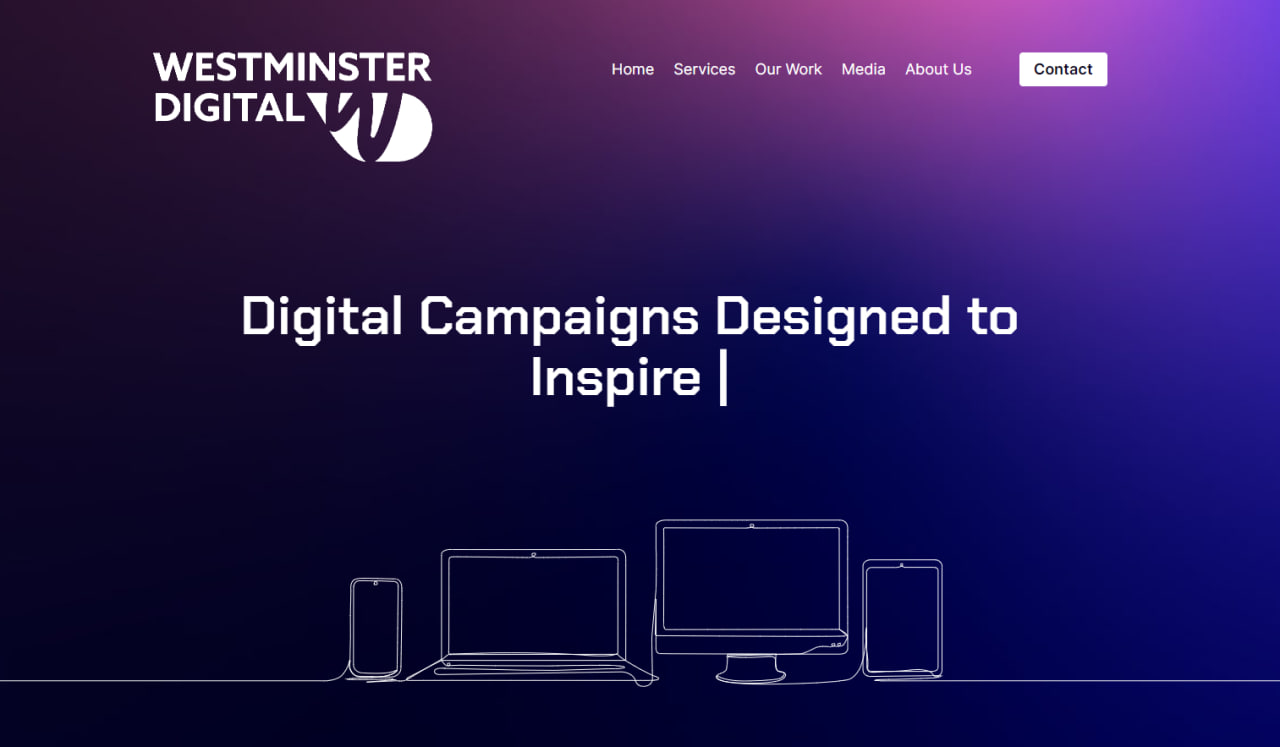 WESTMINSTER
DIGITAL
Home Services Our Work Media About Us Contact
Digital Campaigns Designed to
Inspire |